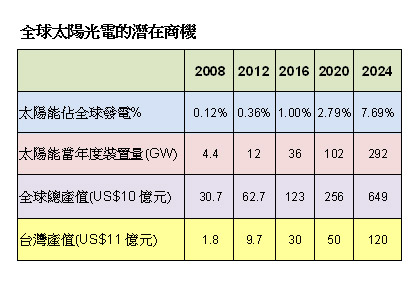 全球太陽光電的潛在商機
2008 2012 2016 2020 2024
太陽能佔全球發電% 0.12% 0.36% 1.00% 2.79% 7.69%
太陽能當年度裝置量(GW) 4.4 12 36 102 292
全球總產值(US$10 億元) 30.7 62.7 123 256 649
台灣產值(US$11 億元) 1.8 9.7 30 50 120